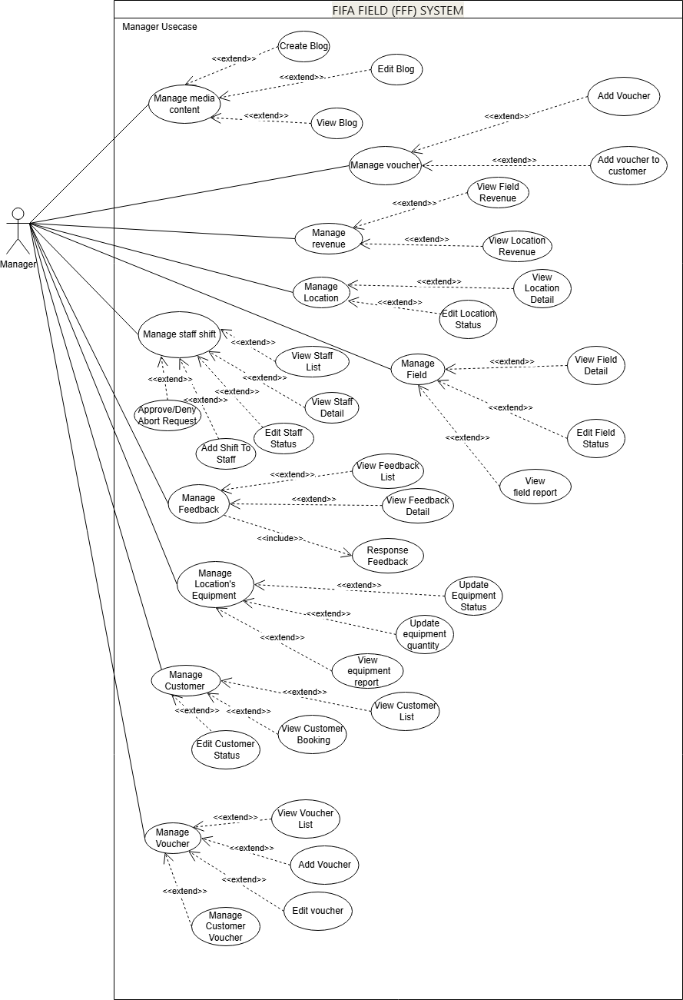 FIFA FIELD (FFF) SYSTEM
Manager Usecase
Create Blog
<<extend>>
Edit Blog
<<extend>>
Manage media
content
<<extend>>
View Blog
Add Voucher
<<extend>>
Manage voucher
<<extend>>
Add voucher to
customer
View Field
Revenue
<<extend>>
Manage
revenue
<<extend>>
View Location
Revenue
Manager
Manage
Location
<<extend>>
View
Location
Detail
<<extend>>
Edit Location
Status
Manage staff shift
<<extend>>
View Staff
List
<<extend>>
<<extend>>
<<extend>>
<<extend>>
View Staff
Detail
Approve/Deny
Abort Request
Edit Staff
Status
Add Shift To
Staff
Manage
Field
<<extend>>
View Field
Detail
<<extend>>
Edit Field
Status
<<extend>>
View
field report
Manage
Feedback
<<extend>>
View Feedback
List
<<extend>>
View Feedback
Detail
<<include>>
Response
Feedback
Manage
Location's
Equipment
<<extend>>
Update
Equipment
Status
<<extend>>
Update
equipment
quantity
<<extend>>
View
equipment
report
Manage
Customer
<<extend>>
View Customer
List
<<extend>>
<<extend>>
View Customer
Booking
Edit Customer
Status
Manage
Voucher
<<extend>>
View Voucher
List
<<extend>>
Add Voucher
<<extend>>
Edit voucher
<<extend>>
Manage
Customer
Voucher